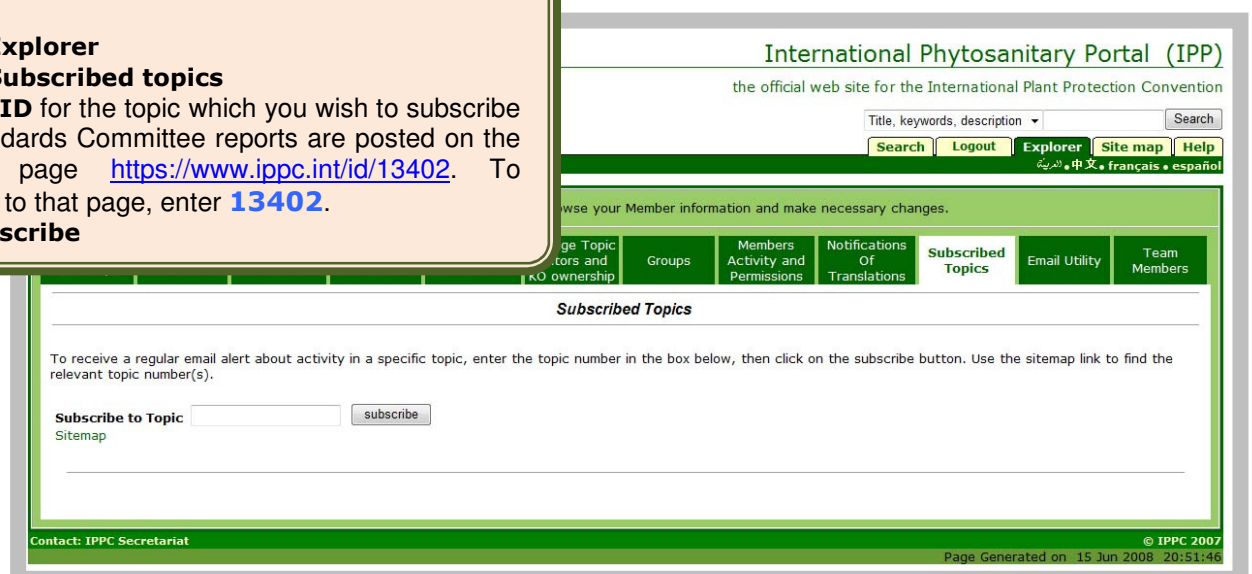 Explorer
Subscribed topics
ID for the topic which you wish to subscribe
dards Committee reports are posted on the
page https://www.ippc.int/id/13402. To
to that page, enter 13402.
scribe
International Phytosanitary Portal (IPP)
the official web site for the International Plant Protection Convention
Title, keywords, description Search
Search Logout Explorer Site map Help
العربية • 中文 • français • español
owse your Member information and make necessary changes.
ge Topic
tors and
KO ownership
Groups
Members
Activity and
Permissions
Notifications
Of
Translations
Subscribed
Topics
Email Utility
Team
Members
Subscribed Topics
To receive a regular email alert about activity in a specific topic, enter the topic number in the box below, then click on the subscribe button. Use the sitemap link to find the
relevant topic number(s).
Subscribe to Topic subscribe
Sitemap
Contact: IPPC Secretariat © IPPC 2007
Page Generated on 15 Jun 2008 20:51:46